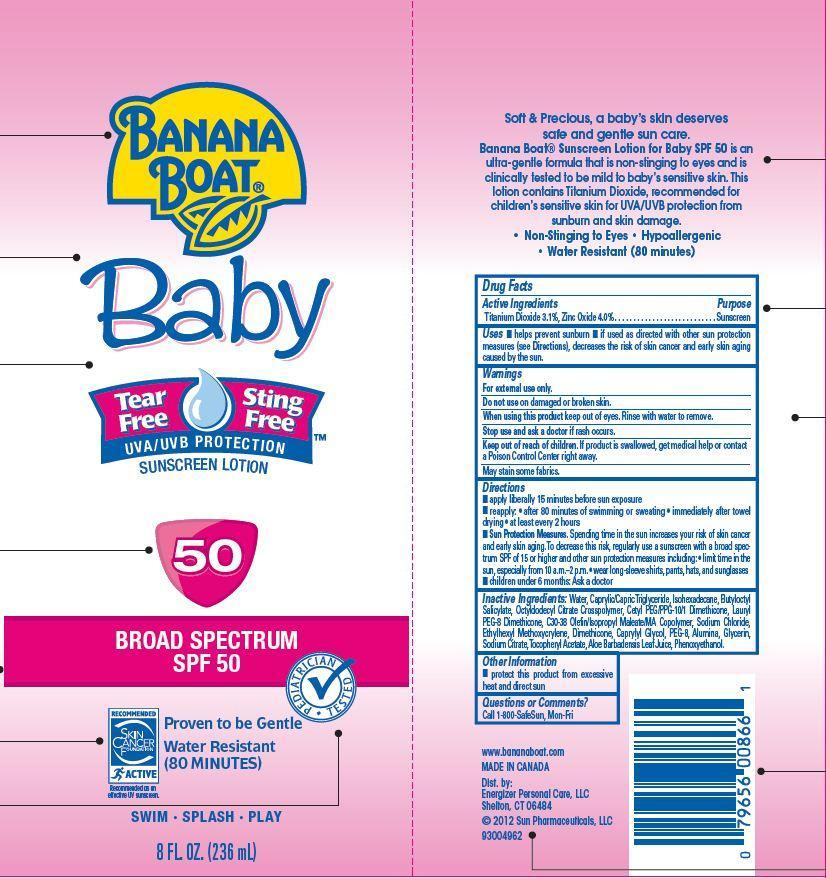 BANANA
BOAT®
Baby
Tear Free
Sting Free
UVA/UVB PROTECTION ™
SUNSCREEN LOTION
50
BROAD SPECTRUM
SPF 50
PEDIATRICIAN • TESTED •
RECOMMENDED
SKIN
CANCER
FOUNDATION
ACTIVE
Recommended as an
effective UV sunscreen.
Proven to be Gentle
Water Resistant
(80 MINUTES)
SWIM · SPLASH · PLAY
8 FL. OZ. (236 mL)
Soft & Precious, a baby's skin deserves
safe and gentle sun care.
Banana Boat® Sunscreen Lotion for Baby SPF 50 is an
ultra-gentle formula that is non-stinging to eyes and is
clinically tested to be mild to baby's sensitive skin. This
lotion contains Titanium Dioxide, recommended for
children's sensitive skin for UVA/UVB protection from
sunburn and skin damage.
• Non-Stinging to Eyes • Hypoallergenic
• Water Resistant (80 minutes)
Drug Facts
Active Ingredients Purpose
Titanium Dioxide 3.1%, Zinc Oxide 4.0%..........................Sunscreen
Uses ■ helps prevent sunburn ■ if used as directed with other sun protection
measures (see Directions), decreases the risk of skin cancer and early skin aging
caused by the sun.
Warnings
For external use only.
Do not use on damaged or broken skin.
When using this product keep out of eyes. Rinse with water to remove.
Stop use and ask a doctor if rash occurs.
Keep out of reach of children. If product is swallowed, get medical help or contact
a Poison Control Center right away.
May stain some fabrics.
Directions
■ apply liberally 15 minutes before sun exposure
■ reapply: • after 80 minutes of swimming or sweating • immediately after towel
drying • at least every 2 hours
■ Sun Protection Measures. Spending time in the sun increases your risk of skin cancer
and early skin aging. To decrease this risk, regularly use a sunscreen with a broad spec-
trum SPF of 15 or higher and other sun protection measures including: • limit time in the
sun, especially from 10 a.m.–2 p.m. • wear long-sleeve shirts, pants, hats, and sunglasses
■ children under 6 months: Ask a doctor
Inactive Ingredients: Water, Caprylic/Capric Triglyceride, Isohexadecane, Butyloctyl
Salicylate, Octyldodecyl Citrate Crosspolymer, Cetyl PEG/PPG-10/1 Dimethicone, Lauryl
PEG-8 Dimethicone, C30-38 Olefin/Isopropyl Maleate/MA Copolymer, Sodium Chloride,
Ethylhexyl Methoxycrylene, Dimethicone, Caprylyl Glycol, PEG-8, Alumina, Glycerin,
Sodium Citrate, Tocopheryl Acetate, Aloe Barbadensis Leaf Juice, Phenoxyethanol.
Other Information
■ protect this product from excessive
heat and direct sun
Questions or Comments?
Call 1-800-SafeSun, Mon-Fri
www.bananaboat.com
MADE IN CANADA
Dist. by:
Energizer Personal Care, LLC
Shelton, CT 06484
© 2012 Sun Pharmaceuticals, LLC
93004962
0 79656 00866 1